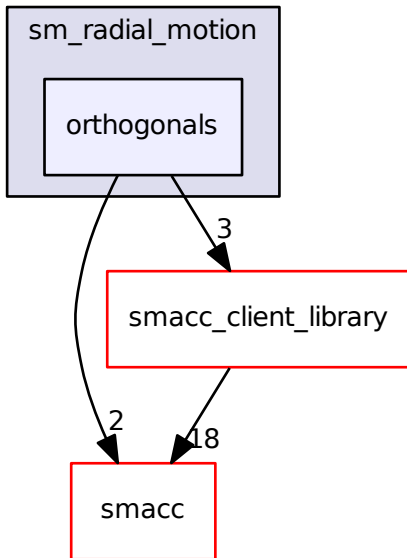 sm_radial_motion
orthogonals
3
smacc_client_library
2
18
smacc